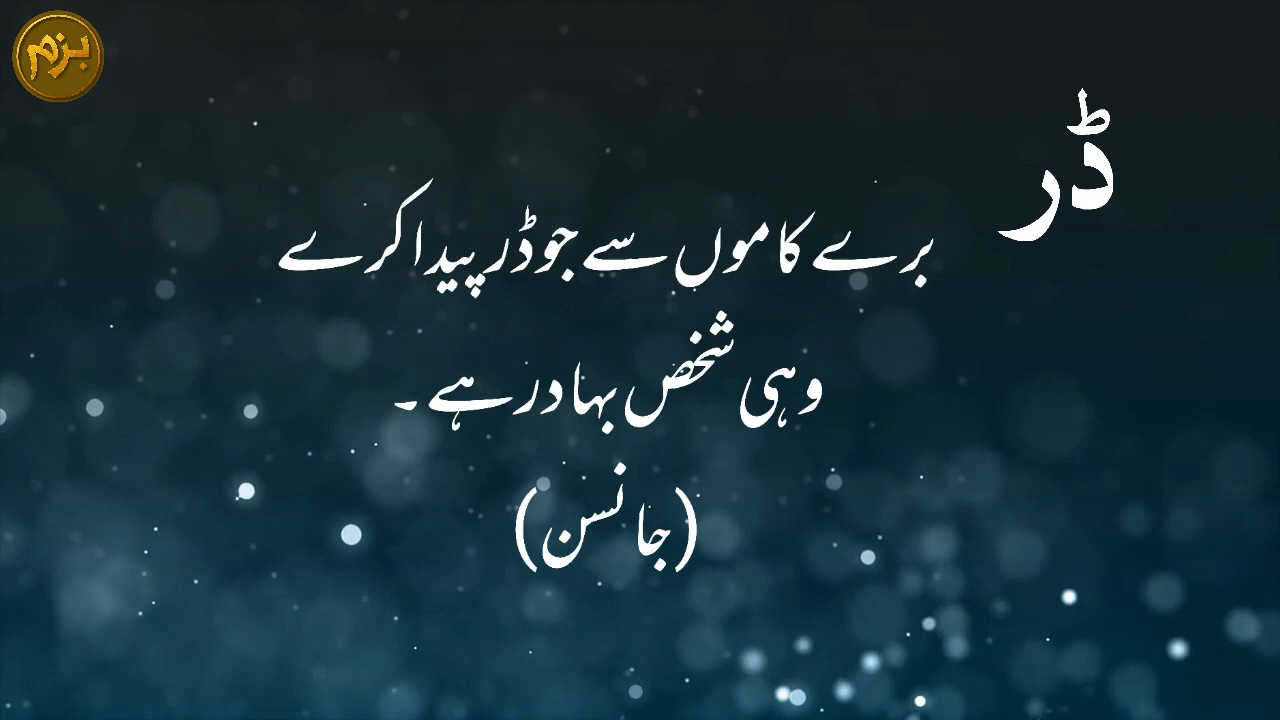 بزم
ڈر
برے کاموں سے جو ڈر پیدا کرے
وہی شخص بہادر ہے۔
(جانسن)